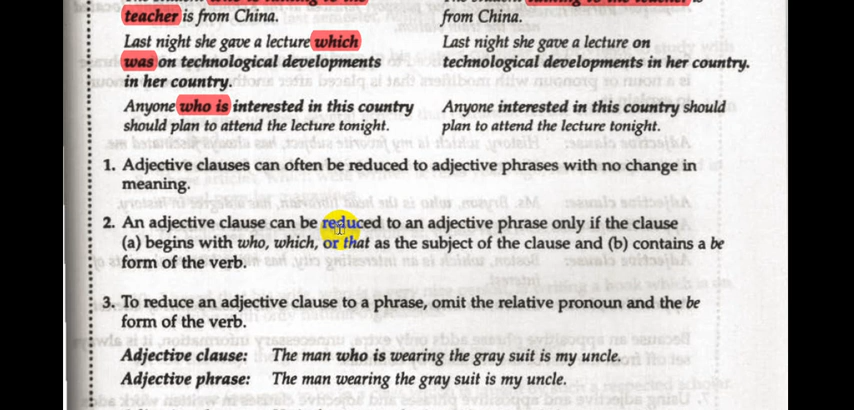 teacher is from China.
Last night she gave a lecture which
was on technological developments
in her country.
Anyone who is interested in this country
should plan to attend the lecture tonight.
from China.
Last night she gave a lecture on
technological developments in her country.
Anyone interested in this country should
plan to attend the lecture tonight.
1. Adjective clauses can often be reduced to adjective phrases with no change in
meaning.
2. An adjective clause can be reduced to an adjective phrase only if the clause
(a) begins with who, which, or that as the subject of the clause and (b) contains a be
form of the verb.
3. To reduce an adjective clause to a phrase, omit the relative pronoun and the be
form of the verb.
Adjective clause: The man who is wearing the gray suit is my uncle.
Adjective phrase: The man wearing the gray suit is my uncle.